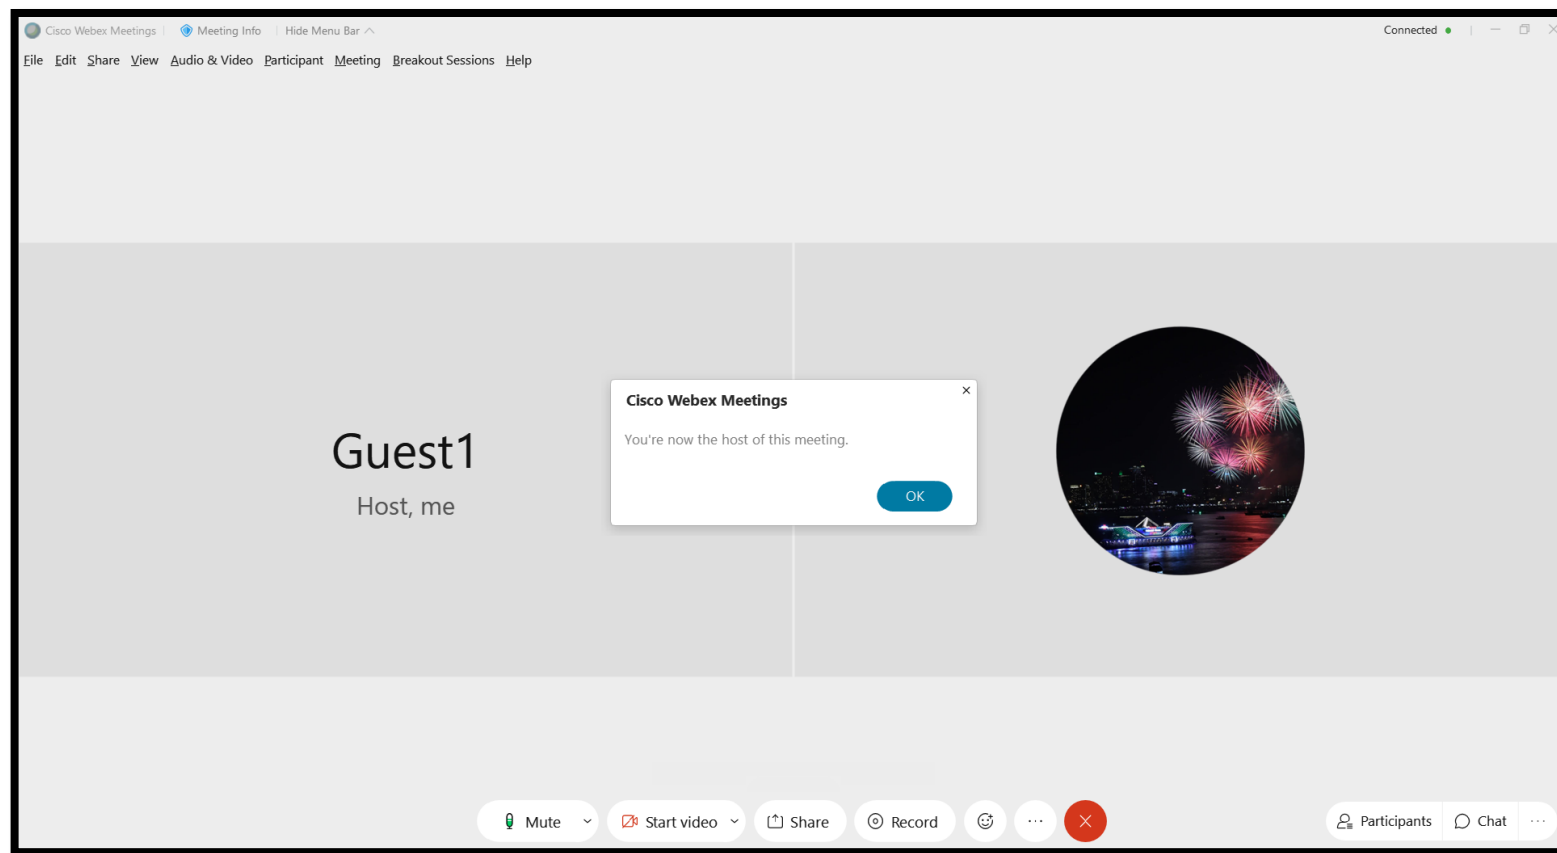 Cisco Webex Meetings Meeting Info Hide Menu Bar Connected
File Edit Share View Audio & Video Participant Meeting Breakout Sessions Help
Guest1
Host, me
Cisco Webex Meetings
You're now the host of this meeting.
OK
Mute Start video Share Record Participants Chat